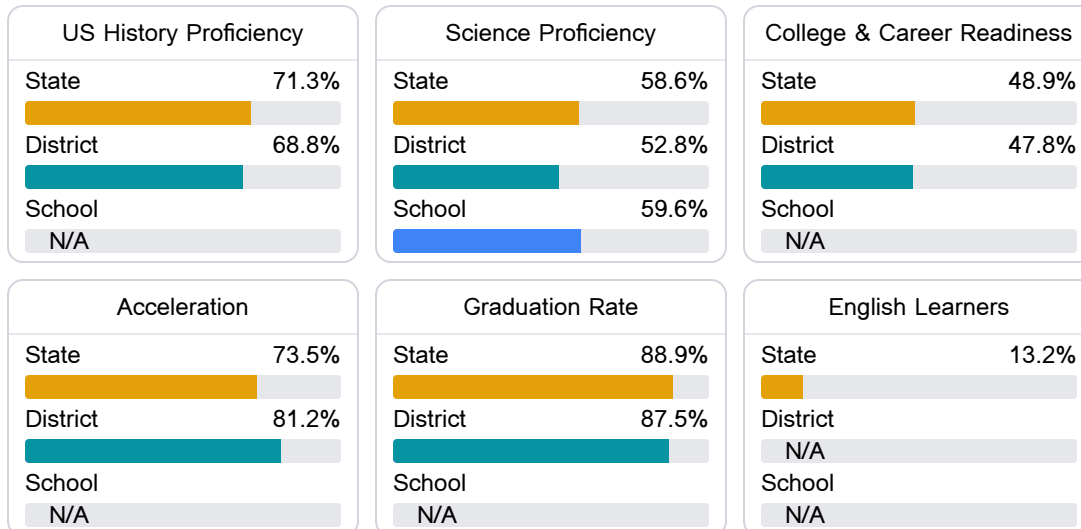 US History Proficiency
State 71.3%
District 68.8%
School
N/A
Science Proficiency
State 58.6%
District 52.8%
School 59.6%
College & Career Readiness
State 48.9%
District 47.8%
School
N/A
Acceleration
State 73.5%
District 81.2%
School
N/A
Graduation Rate
State 88.9%
District 87.5%
School
N/A
English Learners
State 13.2%
District
N/A
School
N/A